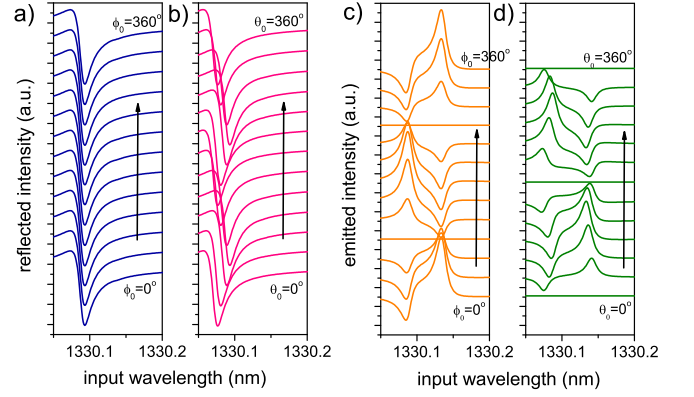 a)
ϕ₀=360°
ϕ₀=0°
b)
θ₀=360°
θ₀=0°
c)
ϕ₀=360°
ϕ₀=0°
d)
θ₀=360°
θ₀=0°
reflected intensity (a.u.)
emitted intensity (a.u.)
1330.1 1330.2
1330.1 1330.2
1330.1 1330.2
1330.1 1330.2
input wavelength (nm)
input wavelength (nm)